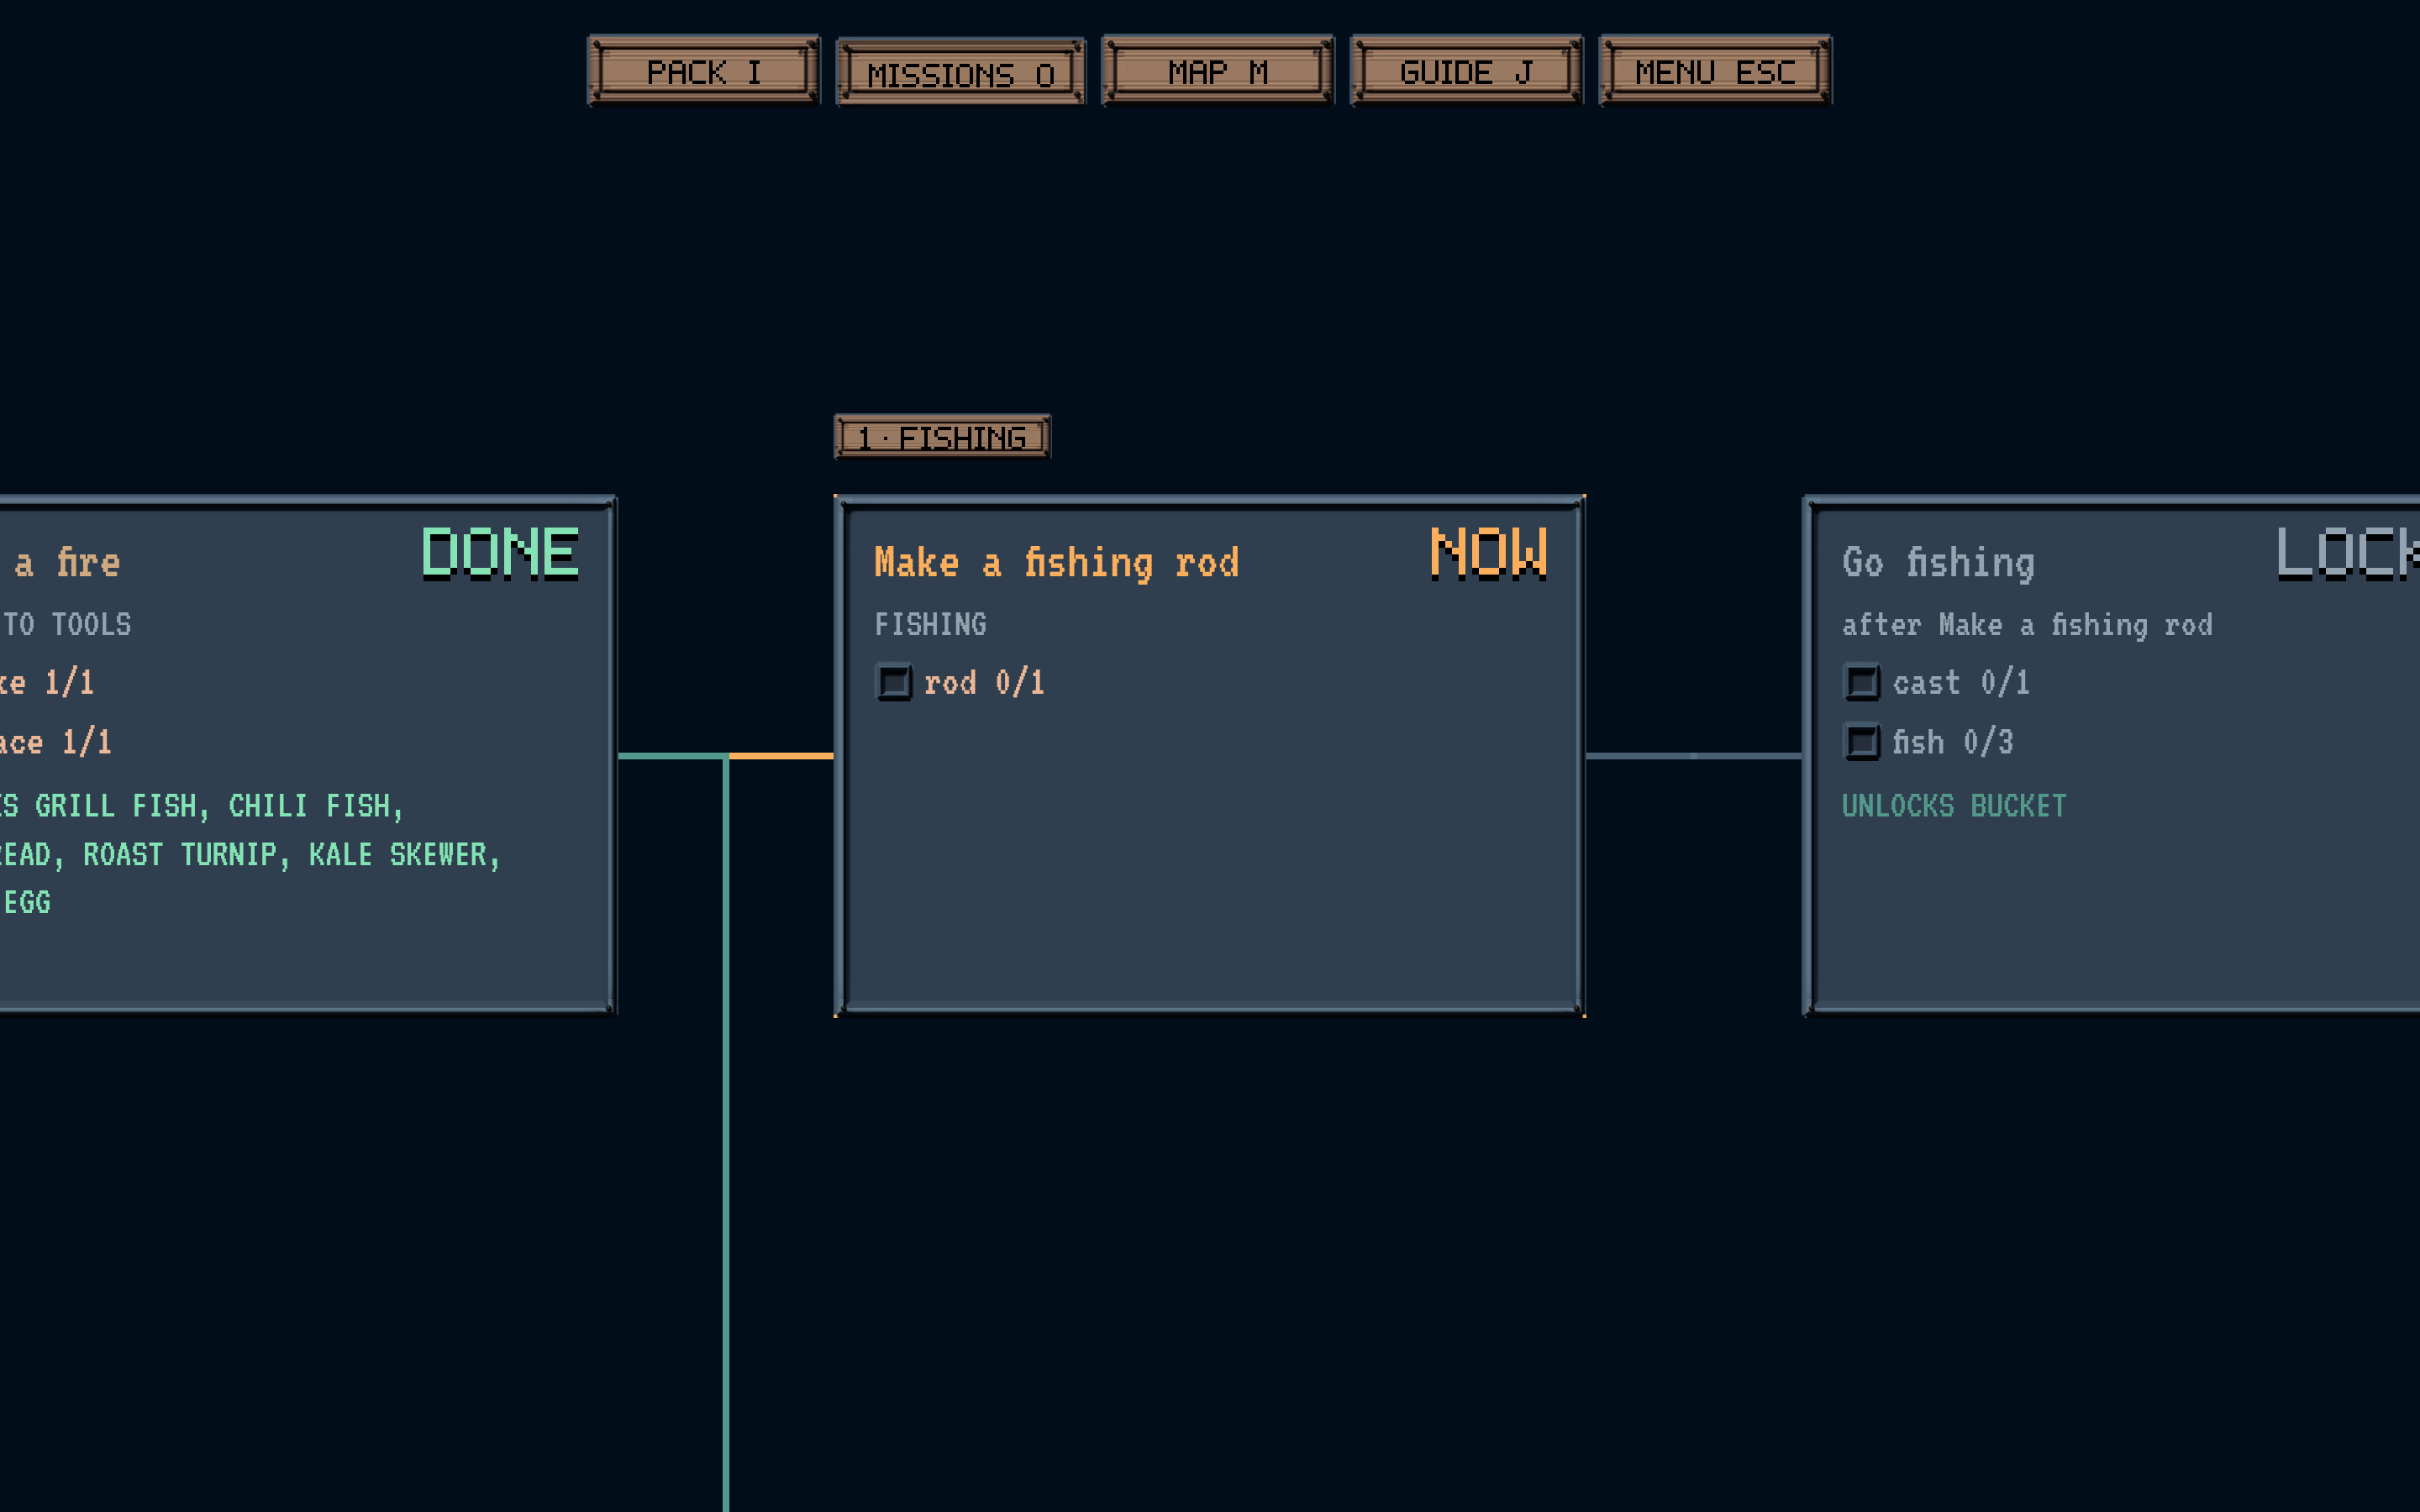 PACK I
MISSIONS O
MAP M
GUIDE J
MENU ESC
1 · FISHING
a fire
DONE
TO TOOLS
1/1
1/1
GRILL FISH, CHILI FISH,
ROAST TURNIP, KALE SKEWER,
EGG
Make a fishing rod
NOW
FISHING
rod 0/1
Go fishing
after Make a fishing rod
cast 0/1
fish 0/3
UNLOCKS BUCKET